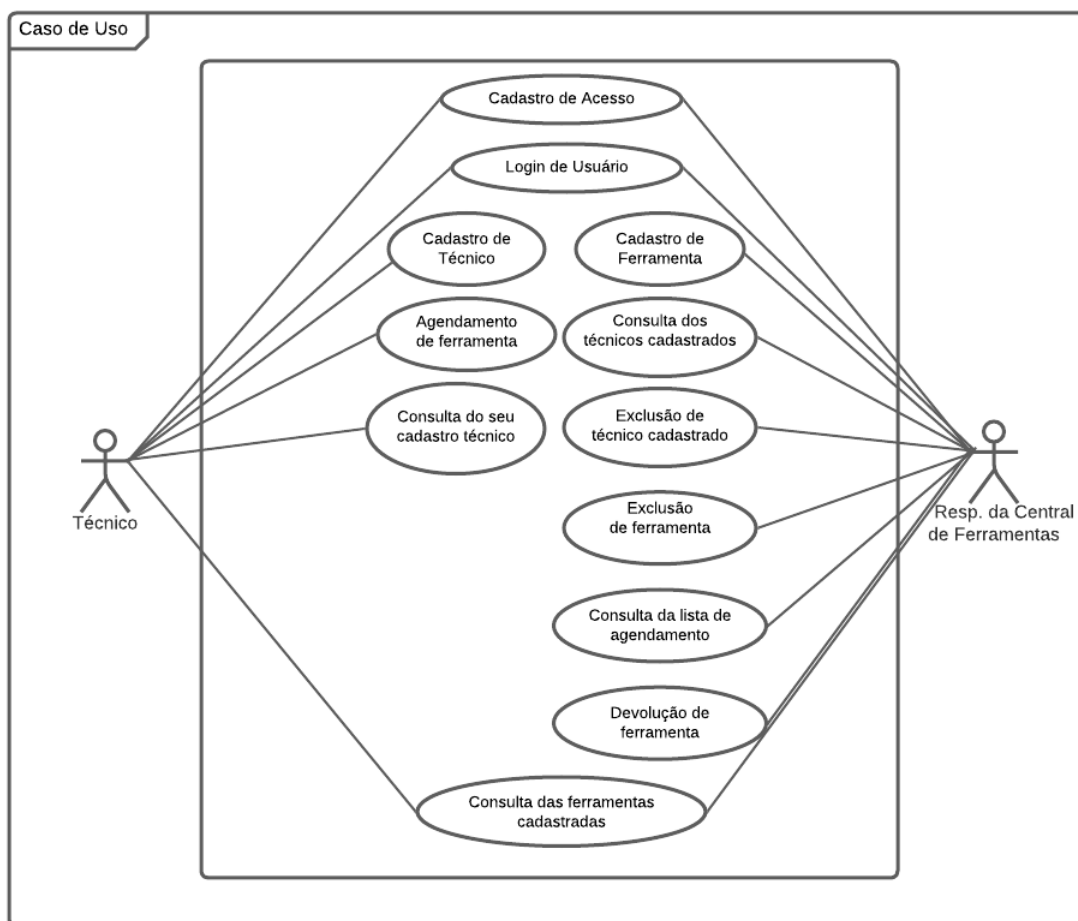 Caso de Uso
Cadastro de Acesso
Login de Usuário
Cadastro de
Técnico
Cadastro de
Ferramenta
Agendamento
de ferramenta
Consulta dos
técnicos cadastrados
Consulta do seu
cadastro técnico
Exclusão de
técnico cadastrado
Técnico
Resp. da Central
de Ferramentas
Exclusão
de ferramenta
Consulta da lista de
agendamento
Devolução de
ferramenta
Consulta das ferramentas
cadastradas